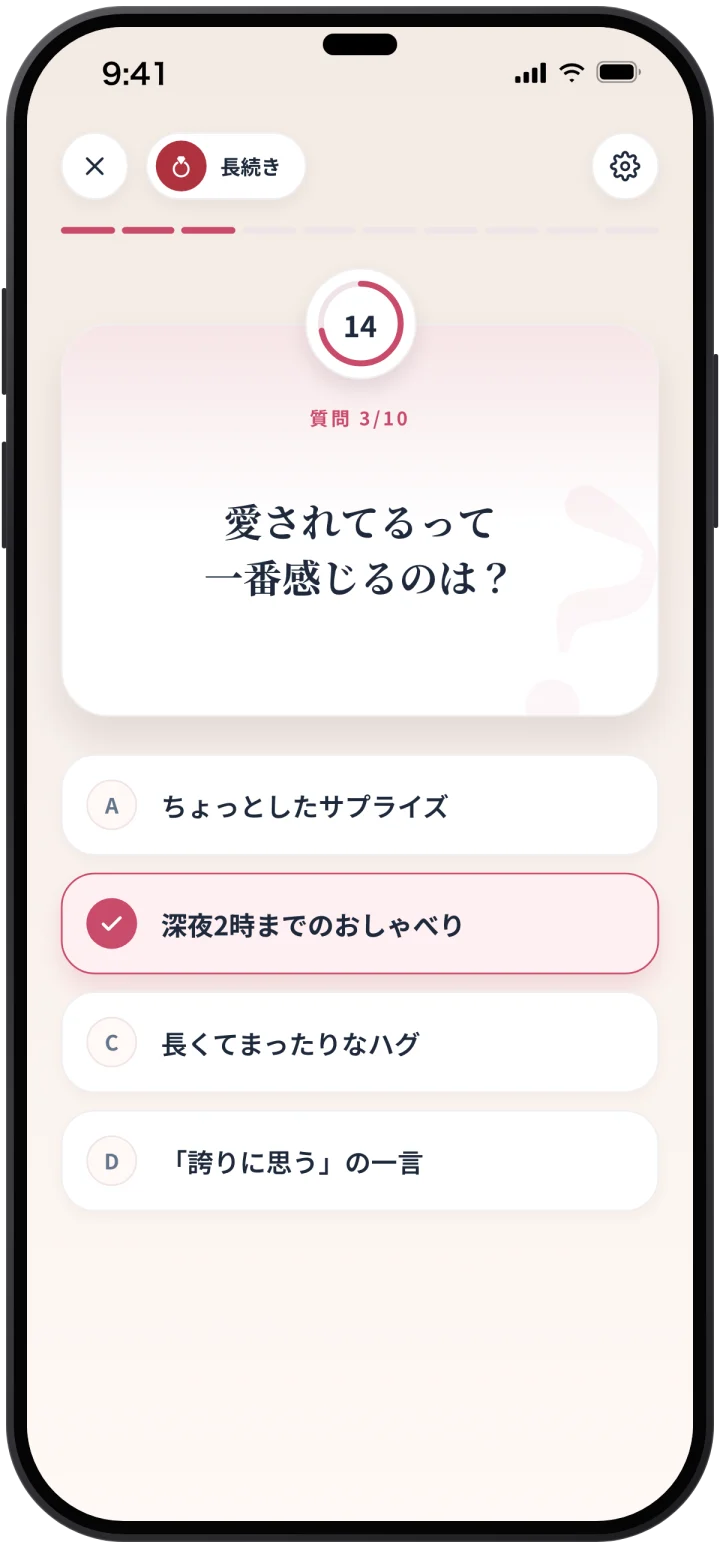 9:41
長続き
14
質問 3/10
愛されてるって
一番感じるのは？
A ちょっとしたサプライズ
深夜2時までのおしゃべり
C 長くてまったりなハグ
D 「誇りに思う」の一言